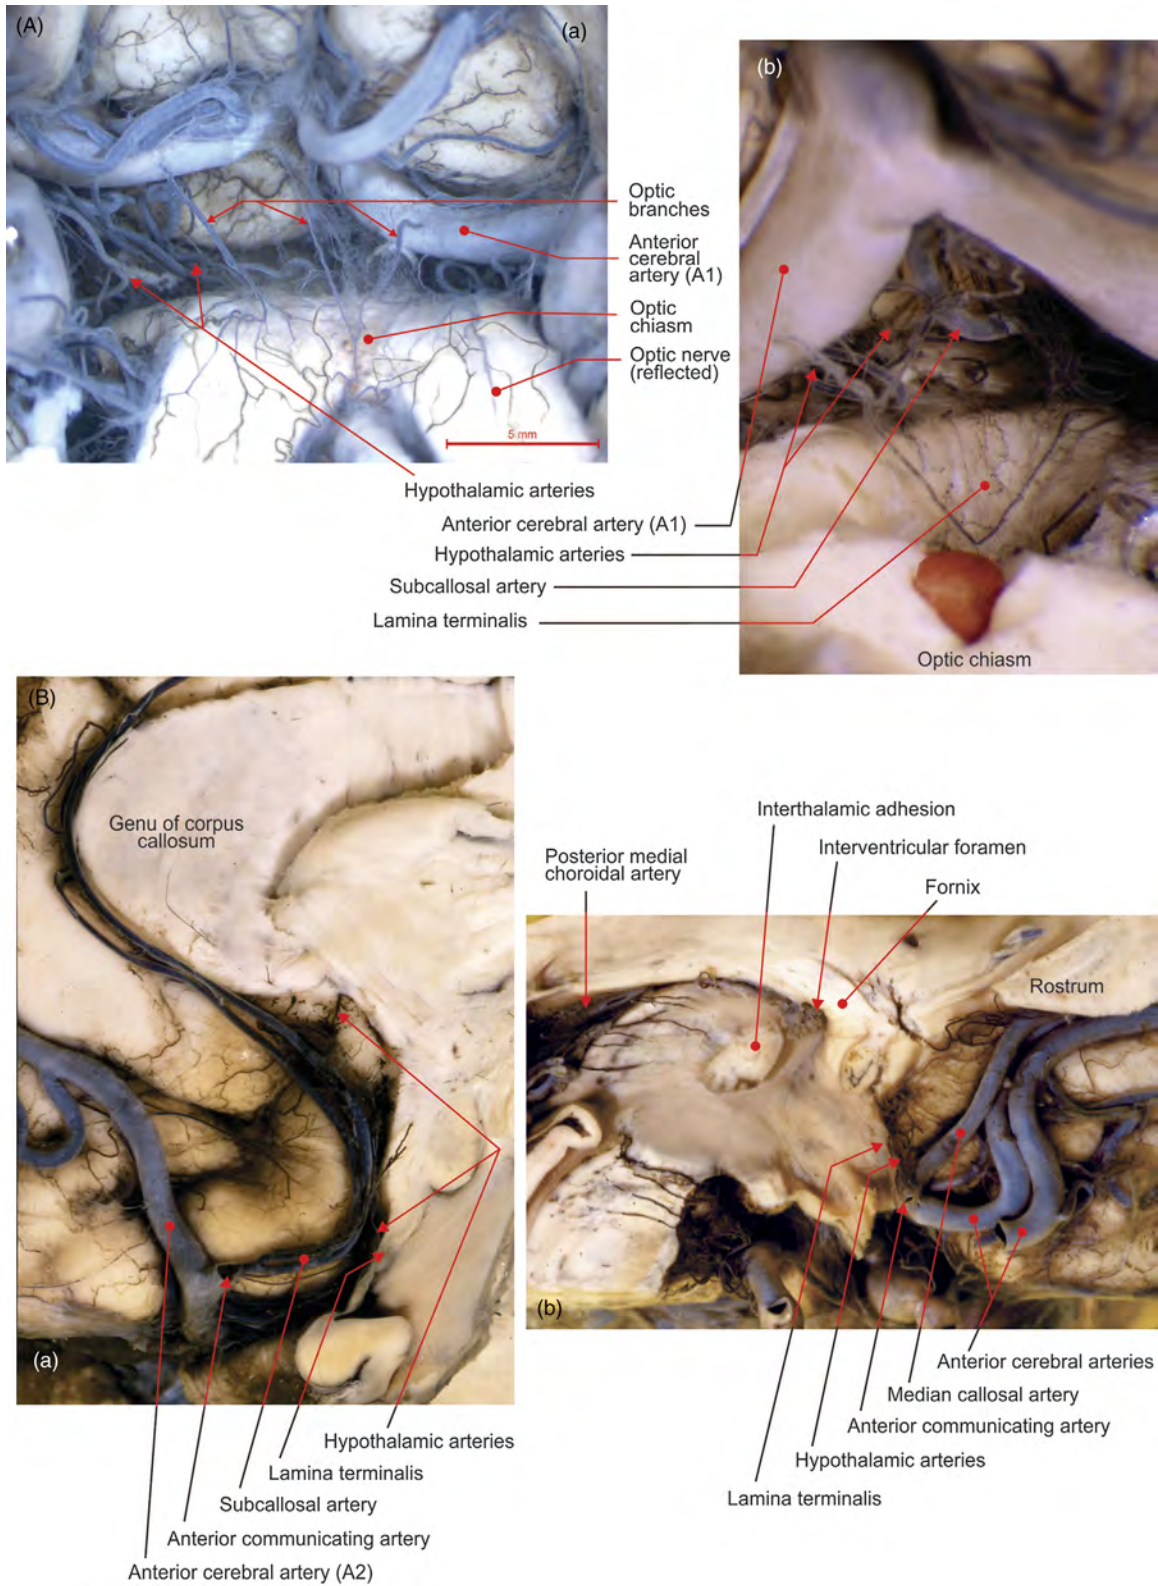 (A)
(a)
Optic
branches
Anterior
cerebral
artery (A1)
Optic
chiasm
Optic nerve
(reflected)
5 mm
Hypothalamic arteries
(b)
Anterior cerebral artery (A1)
Hypothalamic arteries
Subcallosal artery
Lamina terminalis
Optic chiasm
(B)
Genu of corpus
callosum
(a)
Hypothalamic arteries
Lamina terminalis
Subcallosal artery
Anterior communicating artery
Anterior cerebral artery (A2)
Interthalamic adhesion
Interventricular foramen
Posterior medial
choroidal artery
Fornix
Rostrum
(b)
Anterior cerebral arteries
Median callosal artery
Anterior communicating artery
Hypothalamic arteries
Lamina terminalis